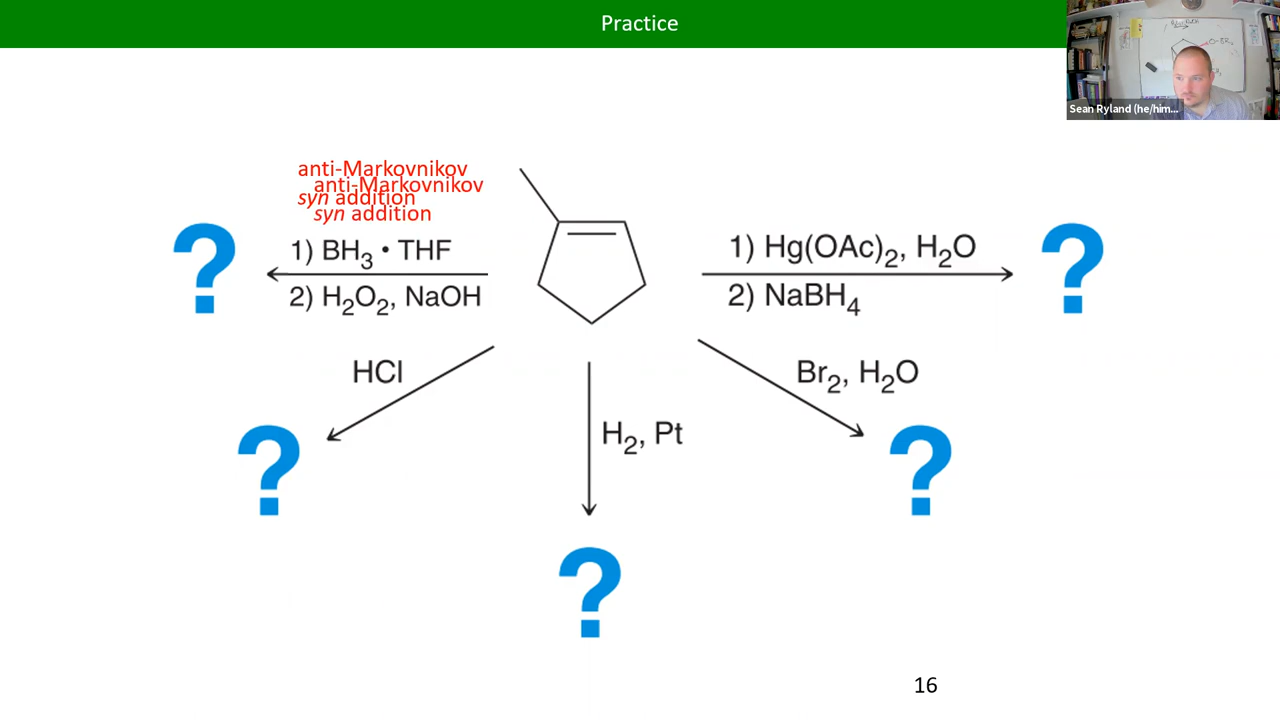 Practice
Sean Ryland (he/him...
anti-Markovnikov
anti-Markovnikov
syn addition
syn addition
1) BH3 • THF
2) H2O2, NaOH
1) Hg(OAc)2, H2O
2) NaBH4
?
?
HCl
Br2, H2O
H2, Pt
?
?
?
16